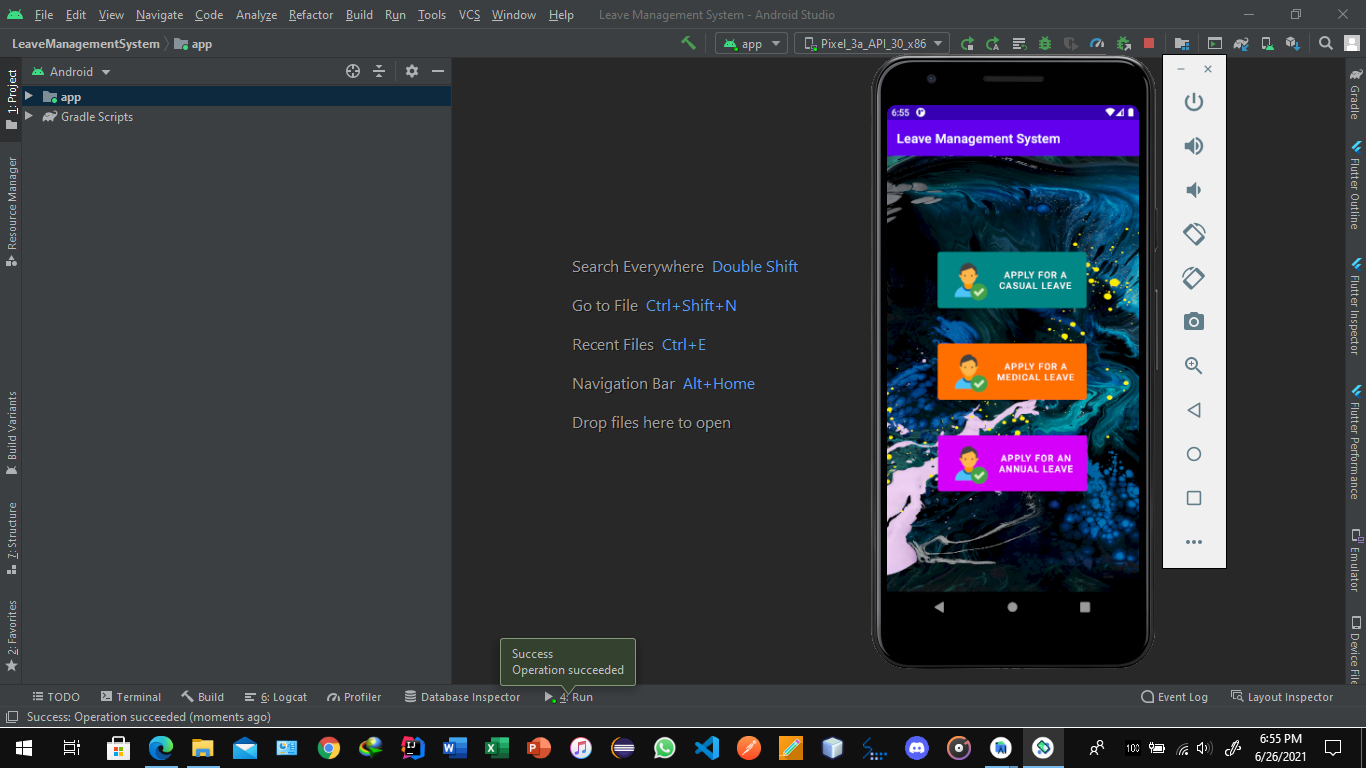 File Edit View Navigate Code Analyze Refactor Build Run Tools VCS Window Help Leave Management System - Android Studio
LeaveManagementSystem app
app Pixel_3a_API_30_x86
Android
app
Gradle Scripts
1: Project
Resource Manager
Build Variants
7: Structure
2: Favorites
Search Everywhere Double Shift
Go to File Ctrl+Shift+N
Recent Files Ctrl+E
Navigation Bar Alt+Home
Drop files here to open
6:55
Leave Management System
APPLY FOR A
CASUAL LEAVE
APPLY FOR A
MEDICAL LEAVE
APPLY FOR AN
ANNUAL LEAVE
Gradle
Flutter Outline
Flutter Inspector
Flutter Performance
Emulator
Device File
Success
Operation succeeded
TODO Terminal Build 6: Logcat Profiler Database Inspector 4: Run Event Log Layout Inspector
Success: Operation succeeded (moments ago)
100
6:55 PM
6/26/2021